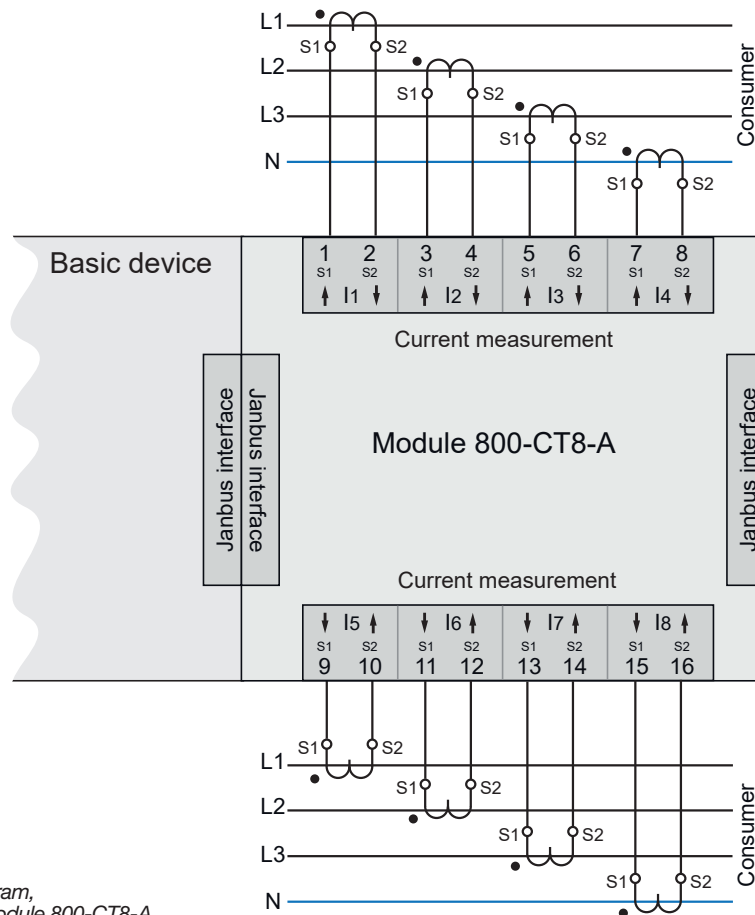 L1
S1 S2
L2
S1 S2
L3
S1 S2
N
S1 S2
Consumer
Basic device
1 2 3 4 5 6 7 8
S1 S2 S1 S2 S1 S2 S1 S2
I1 I2 I3 I4
Current measurement
Janbus interface
Janbus interface
Module 800-CT8-A
Janbus interface
Current measurement
I5 I6 I7 I8
S1 S2 S1 S2 S1 S2 S1 S2
9 10 11 12 13 14 15 16
S1 S2
L1
S1 S2
L2
S1 S2
L3
S1 S2
N
Consumer
800-CT8-A